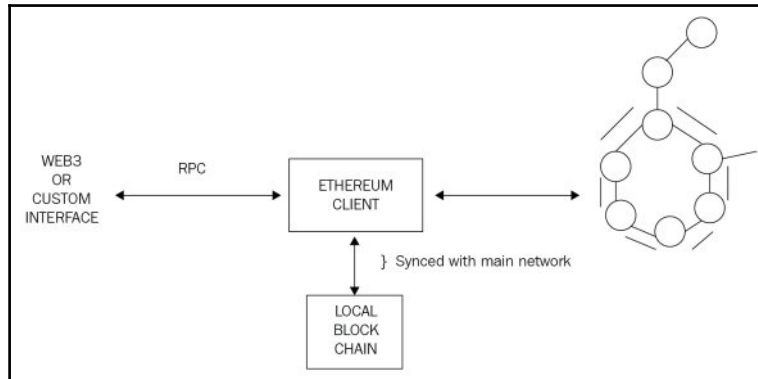 WEB3
OR
CUSTOM
INTERFACE
RPC
ETHEREUM
CLIENT
} Synced with main network
LOCAL
BLOCK
CHAIN